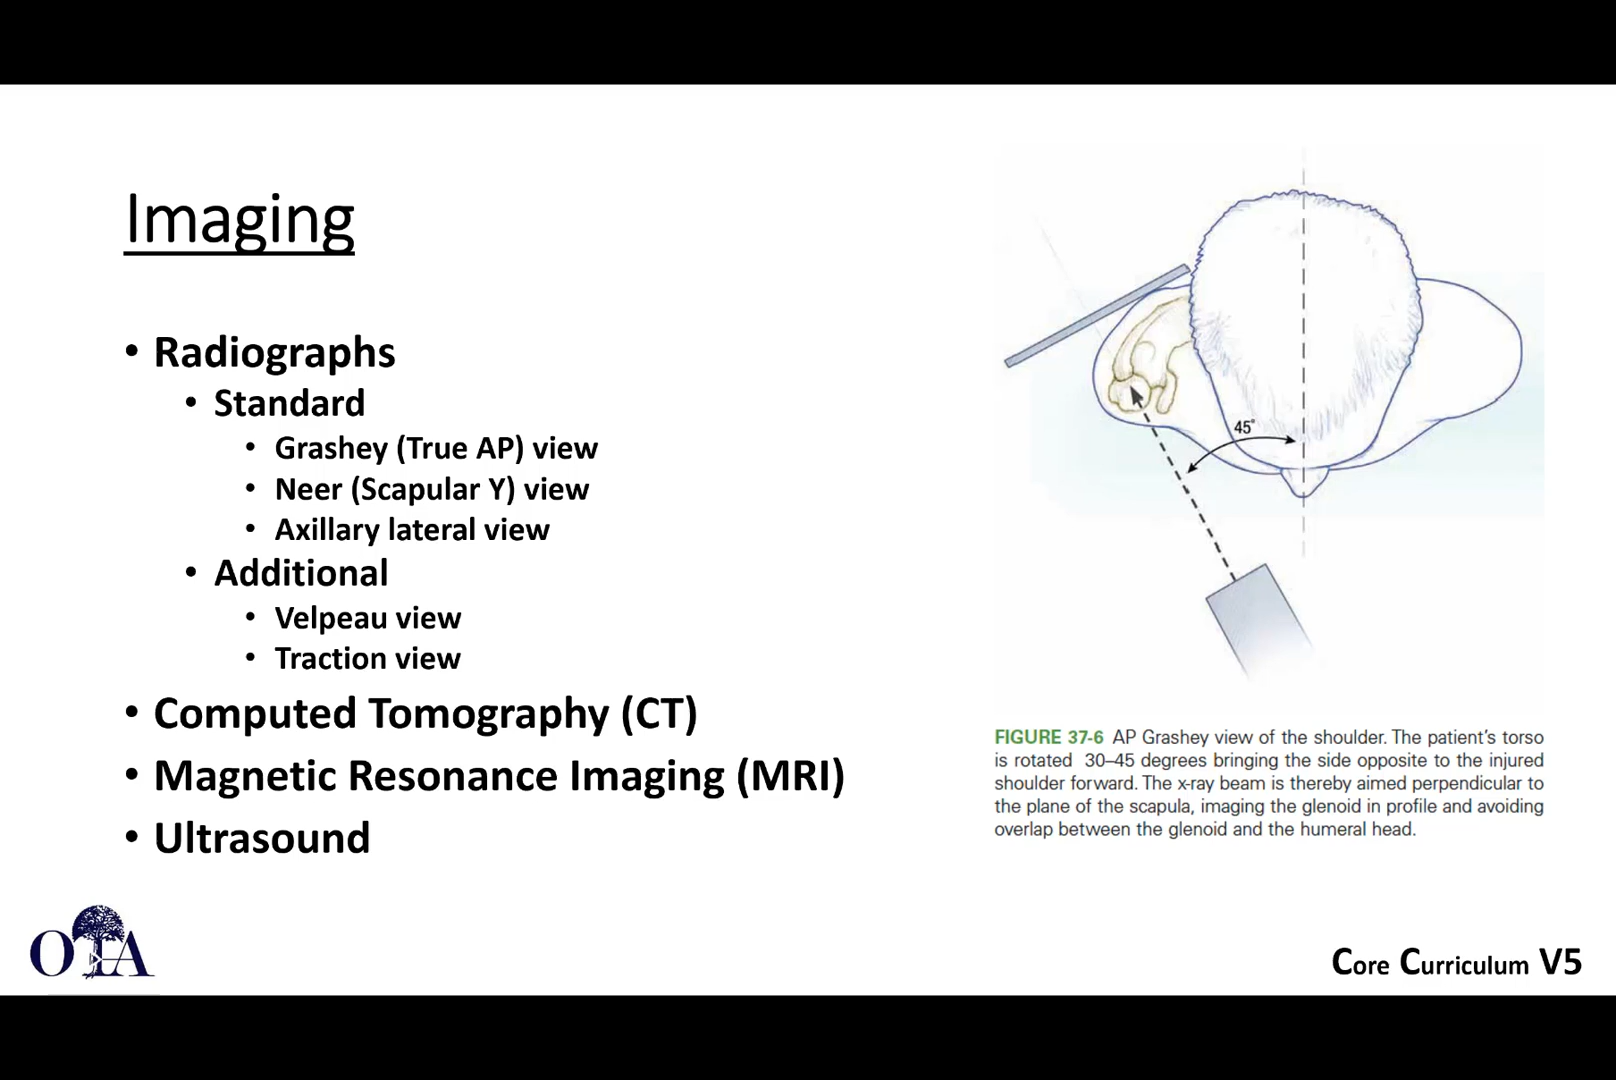 Imaging
• Radiographs
• Standard
• Grashey (True AP) view
• Neer (Scapular Y) view
• Axillary lateral view
• Additional
• Velpeau view
• Traction view
• Computed Tomography (CT)
• Magnetic Resonance Imaging (MRI)
• Ultrasound
45°
FIGURE 37-6 AP Grashey view of the shoulder. The patient's torso
is rotated 30–45 degrees bringing the side opposite to the injured
shoulder forward. The x-ray beam is thereby aimed perpendicular to
the plane of the scapula, imaging the glenoid in profile and avoiding
overlap between the glenoid and the humeral head.
OTA
Core Curriculum V5